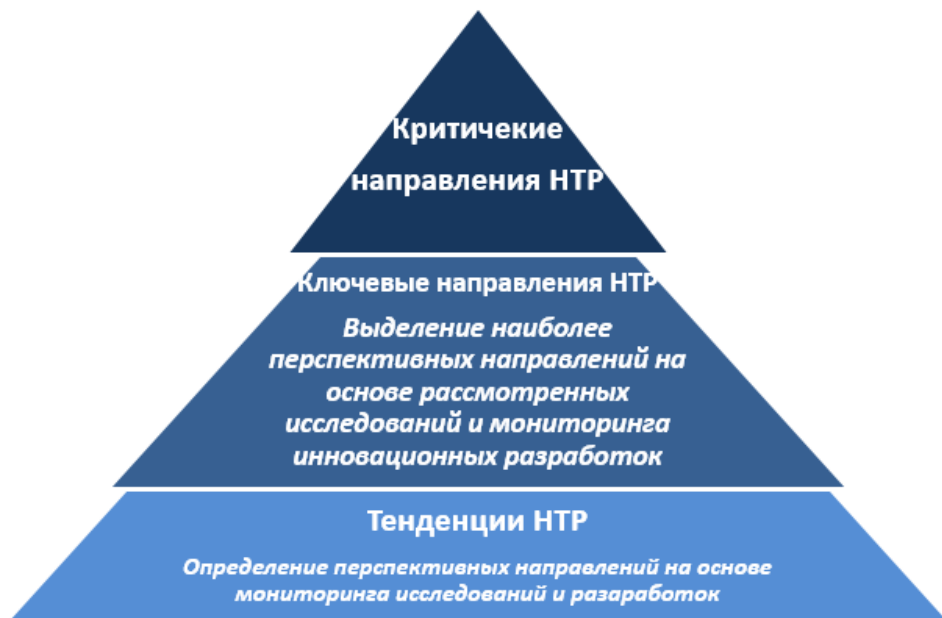 Критичекие
направления НТР
Ключевые направления НТР
Выделение наиболее
перспективных направлений на
основе рассмотренных
исследований и мониторинга
инновационных разработок
Тенденции НТР
Определение перспективных направлений на основе
мониторинга исследований и разаработок